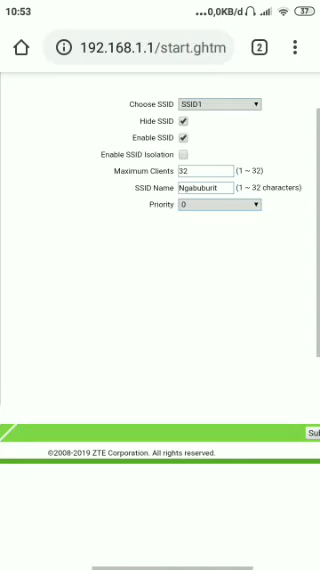 10:53 ...0,0KB/d 37
192.168.1.1/start.ghtm 2
Choose SSID SSID1
Hide SSID
Enable SSID
Enable SSID Isolation
Maximum Clients 32 (1 ~ 32)
SSID Name Ngabuburit (1 ~ 32 characters)
Priority 0
©2008-2019 ZTE Corporation. All rights reserved.